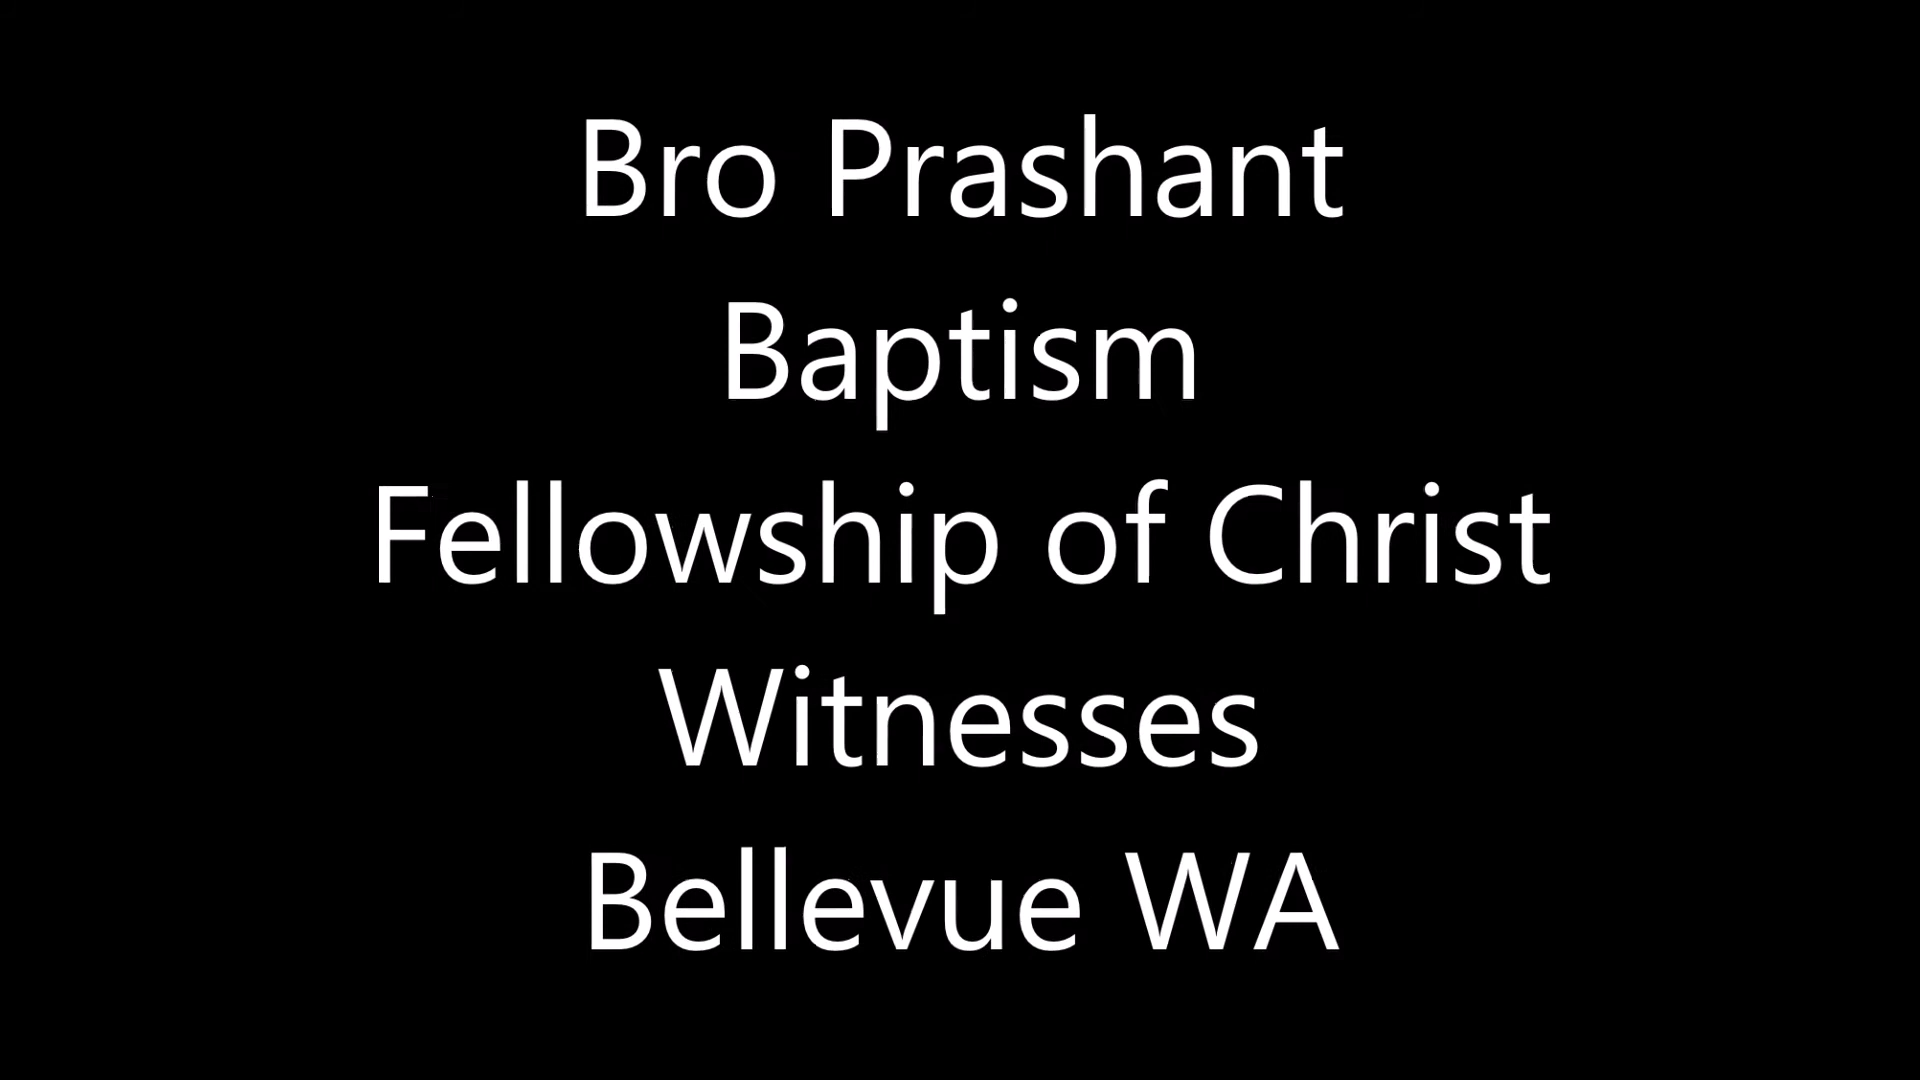 Bro Prashant
Baptism
Fellowship of Christ
Witnesses
Bellevue WA